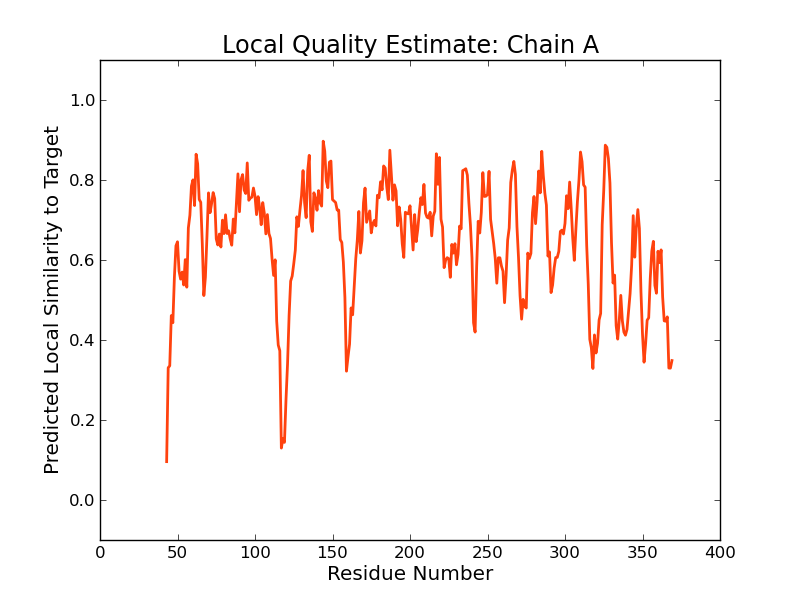 Local Quality Estimate: Chain A
Predicted Local Similarity to Target
1.0
0.8
0.6
0.4
0.2
0.0
0 50 100 150 200 250 300 350 400
Residue Number